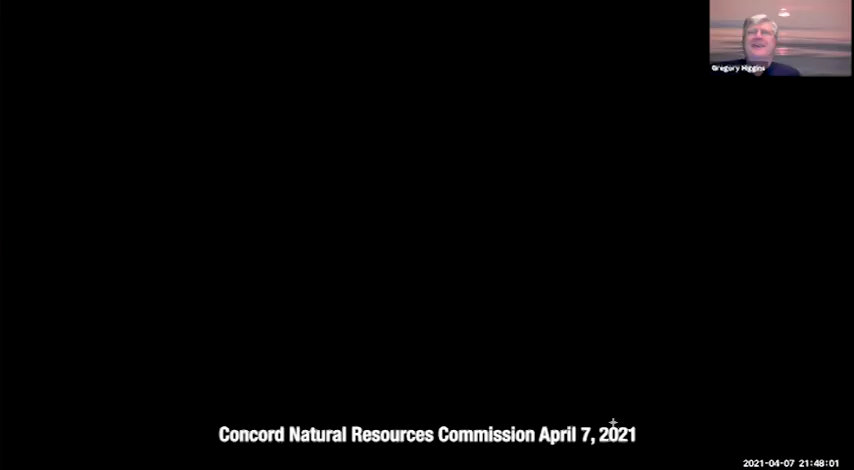 Gregory Higgins
Concord Natural Resources Commission April 7, 2021
2021-04-07 21:48:01